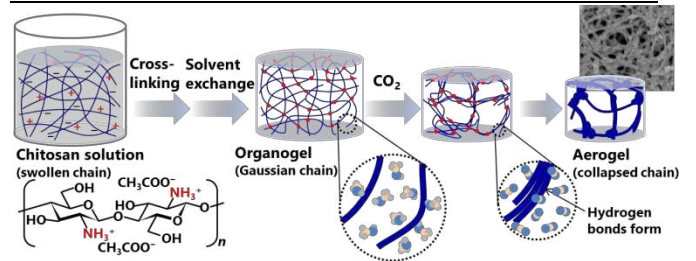 Cross-
linking
Solvent
exchange
CO2
Chitosan solution
(swollen chain)
Organogel
(Gaussian chain)
Aerogel
(collapsed chain)
OH
CH3COO−
NH3+
O
HO
O
HO
O
O
NH3+
OH
CH3COO−
n
Hydrogen
bonds form